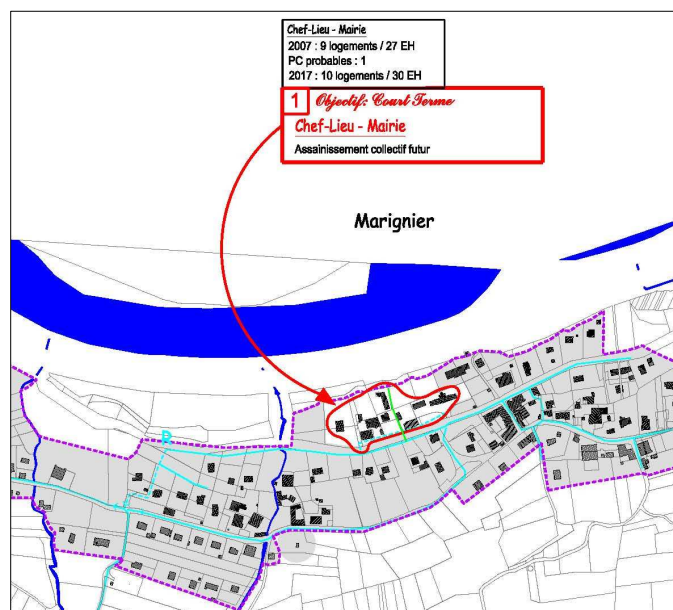 Chef-Lieu - Mairie
2007 : 9 logements / 27 EH
PC probables : 1
2017 : 10 logements / 30 EH
1 Objectif: Court Terme
Chef-Lieu - Mairie
Assainissement collectif futur
Marignier
R